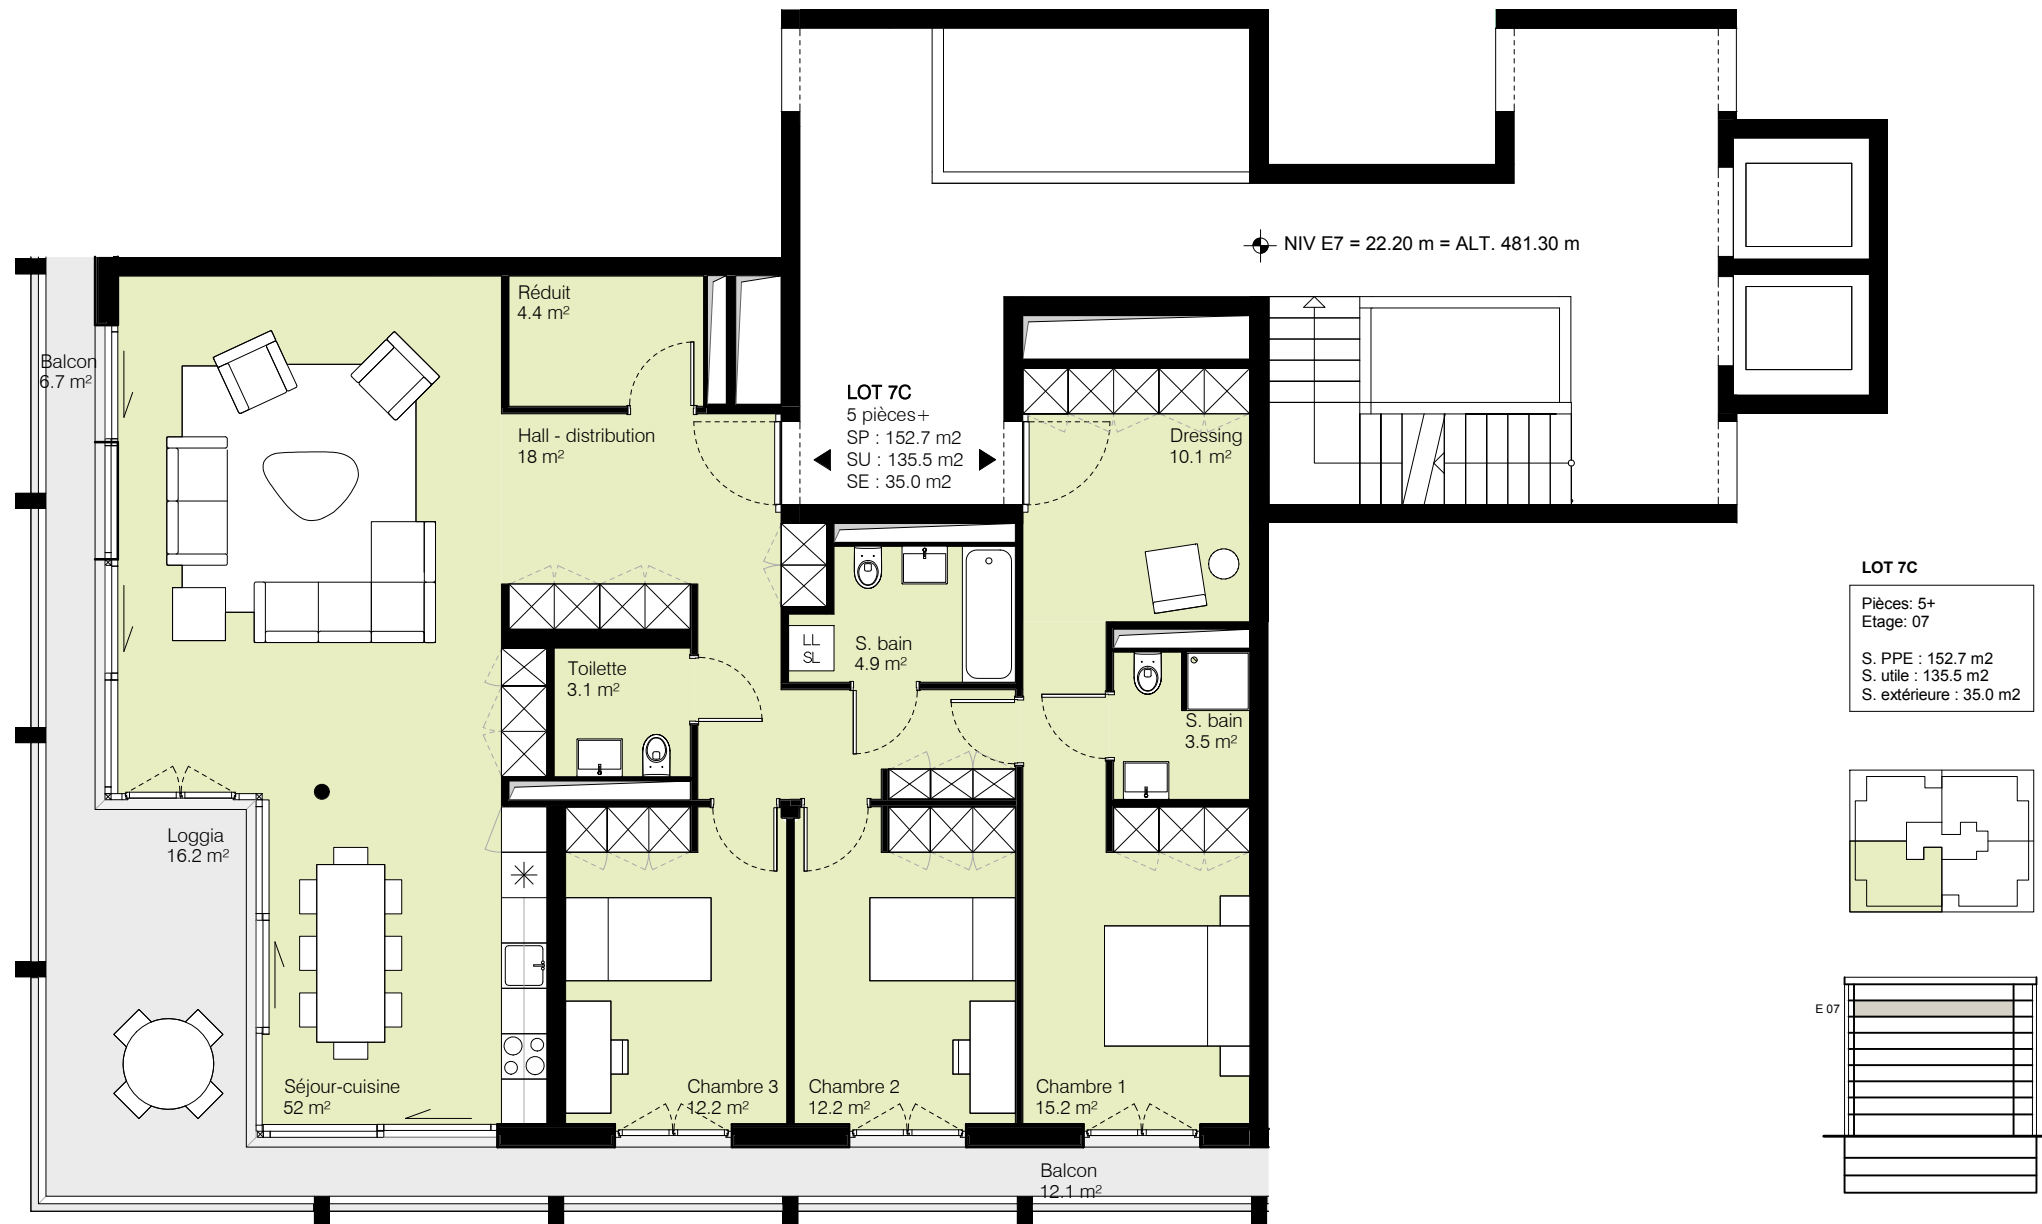 NIV E7 = 22.20 m = ALT. 481.30 m
Réduit
4.4 m²
Balcon
6.7 m²
LOT 7C
5 pièces+
SP : 152.7 m2
SU : 135.5 m2
SE : 35.0 m2
Hall - distribution
18 m²
Dressing
10.1 m²
LOT 7C
Pièces: 5+
Etage: 07
S. PPE : 152.7 m2
S. utile : 135.5 m2
S. extérieure : 35.0 m2
LL
SL
S. bain
4.9 m²
Toilette
3.1 m²
S. bain
3.5 m²
Loggia
16.2 m²
E 07
Séjour-cuisine
52 m²
Chambre 3
12.2 m²
Chambre 2
12.2 m²
Chambre 1
15.2 m²
Balcon
12.1 m²